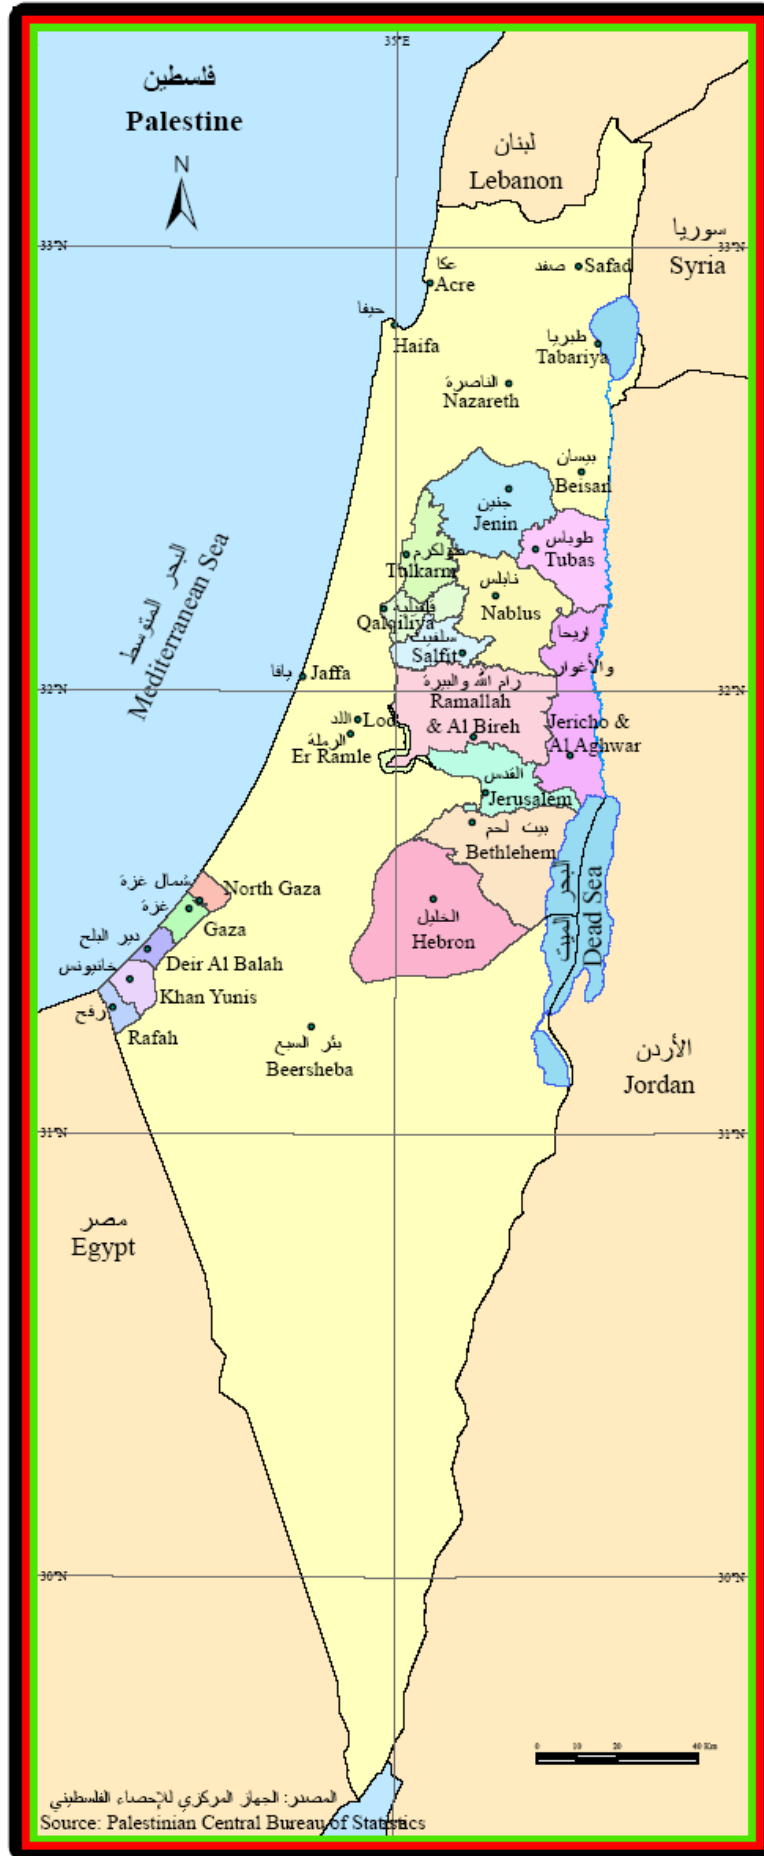 35°E
فلسطين
Palestine
N
لبنان
Lebanon
سوريا
Syria
33°N
33°N
عكا
Acre
صفد
Safad
حيفا
Haifa
طبريا
Tabariya
الناصرة
Nazareth
بيسان
Beisan
جنين
Jenin
طوباس
Tubas
طولكرم
Tulkarm
نابلس
Nablus
قلقيلية
Qalqiliya
سلفيت
Salfit
اريحا
والأغوار
Jericho &
Al Aghwar
البحر المتوسط
Mediterranean Sea
يافا
Jaffa
32°N
32°N
رام الله والبيرة
Ramallah
& Al Bireh
اللد
Lod
الرملة
Er Ramle
القدس
Jerusalem
بيت لحم
Bethlehem
البحر الميت
Dead Sea
شمال غزة
North Gaza
غزة
Gaza
الخليل
Hebron
دير البلح
Deir Al Balah
خانيونس
Khan Yunis
رفح
Rafah
بئر السبع
Beersheba
الأردن
Jordan
31°N
31°N
مصر
Egypt
30°N
30°N
0 10 20 40 Km
المصدر: الجهاز المركزي للإحصاء الفلسطيني
Source: Palestinian Central Bureau of Statistics